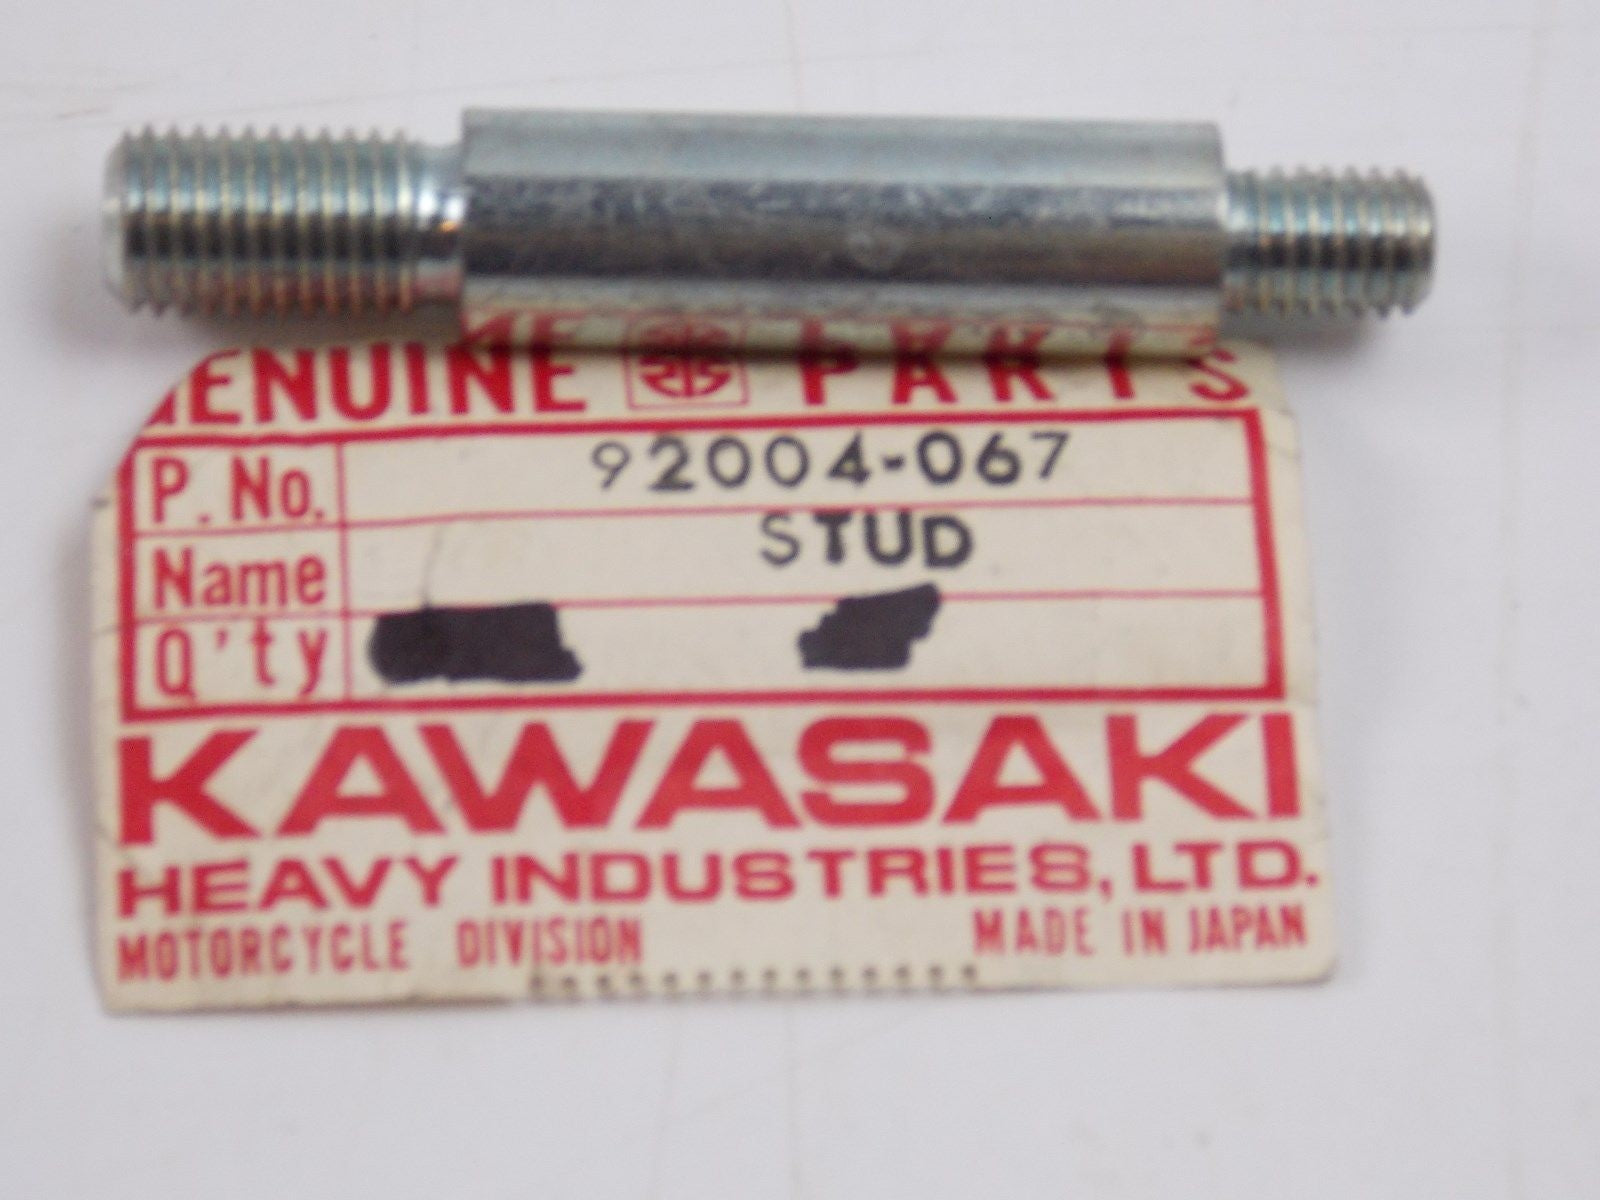 GENUINE PARTS
P. No. 92004-067
Name STUD
Q'ty
KAWASAKI
HEAVY INDUSTRIES, LTD.
MOTORCYCLE DIVISION MADE IN JAPAN